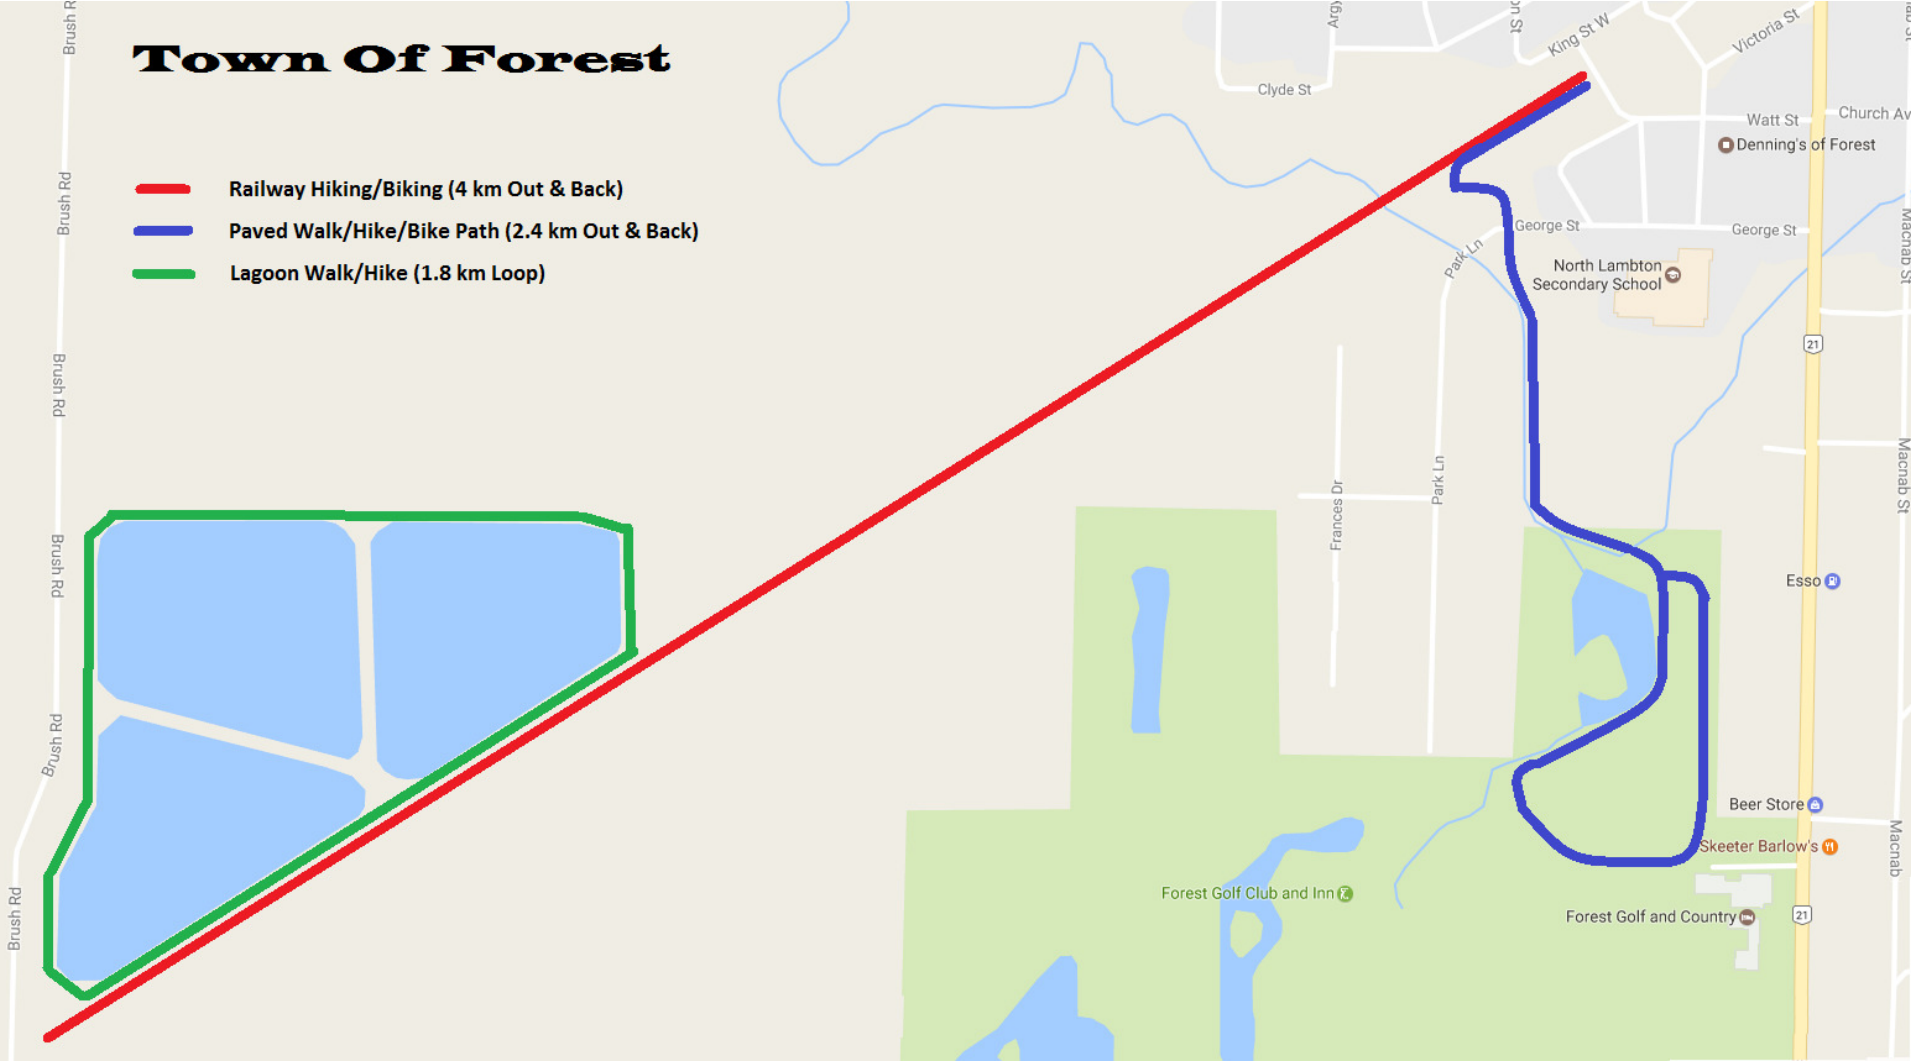 Town Of Forest
Railway Hiking/Biking (4 km Out & Back)
Paved Walk/Hike/Bike Path (2.4 km Out & Back)
Lagoon Walk/Hike (1.8 km Loop)
Brush R
Brush Rd
Brush Rd
Brush Rd
Brush Rd
Brush Rd
Clyde St
Argy
on St
King St W
Victoria St
Watt St
Church Av
Denning's of Forest
George St
George St
Park Ln
Macnab St
North Lambton
Secondary School
21
Frances Dr
Park Ln
Macnab St
Esso
Beer Store
Skeeter Barlow's
Macnab
Forest Golf Club and Inn
Forest Golf and Country
21